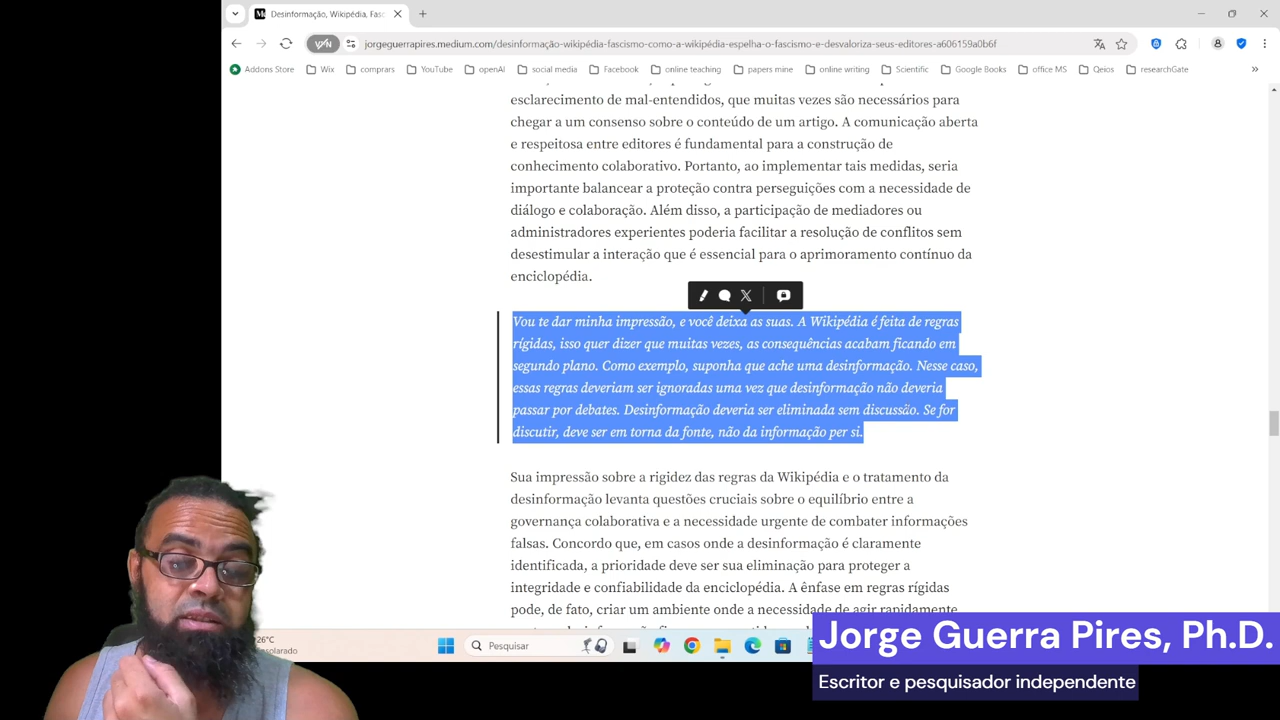 Desinformação, Wikipédia, Fasc
jorgeguerrapires.medium.com/desinformação-wikipédia-fascismo-como-a-wikipédia-espelha-o-fascismo-e-desvaloriza-seus-editores-a606159a0b6f
Addons Store Wix comprars YouTube openAI social media Facebook online teaching papers mine online writing Scientific Google Books office MS Qeios researchGate
esclarecimento de mal-entendidos, que muitas vezes são necessários para
chegar a um consenso sobre o conteúdo de um artigo. A comunicação aberta
e respeitosa entre editores é fundamental para a construção de
conhecimento colaborativo. Portanto, ao implementar tais medidas, seria
importante balancear a proteção contra perseguições com a necessidade de
diálogo e colaboração. Além disso, a participação de mediadores ou
administradores experientes poderia facilitar a resolução de conflitos sem
desestimular a interação que é essencial para o aprimoramento contínuo da
enciclopédia.
Vou te dar minha impressão, e você deixa as suas. A Wikipédia é feita de regras
rígidas, isso quer dizer que muitas vezes, as consequências acabam ficando em
segundo plano. Como exemplo, suponha que ache uma desinformação. Nesse caso,
essas regras deveriam ser ignoradas uma vez que desinformação não deveria
passar por debates. Desinformação deveria ser eliminada sem discussão. Se for
discutir, deve ser em torna da fonte, não da informação per si.
Sua impressão sobre a rigidez das regras da Wikipédia e o tratamento da
desinformação levanta questões cruciais sobre o equilíbrio entre a
governança colaborativa e a necessidade urgente de combater informações
falsas. Concordo que, em casos onde a desinformação é claramente
identificada, a prioridade deve ser sua eliminação para proteger a
integridade e confiabilidade da enciclopédia. A ênfase em regras rígidas
pode, de fato, criar um ambiente onde a necessidade de agir rapidamente
26°C
Pesquisar
Jorge Guerra Pires, Ph.D.
Escritor e pesquisador independente